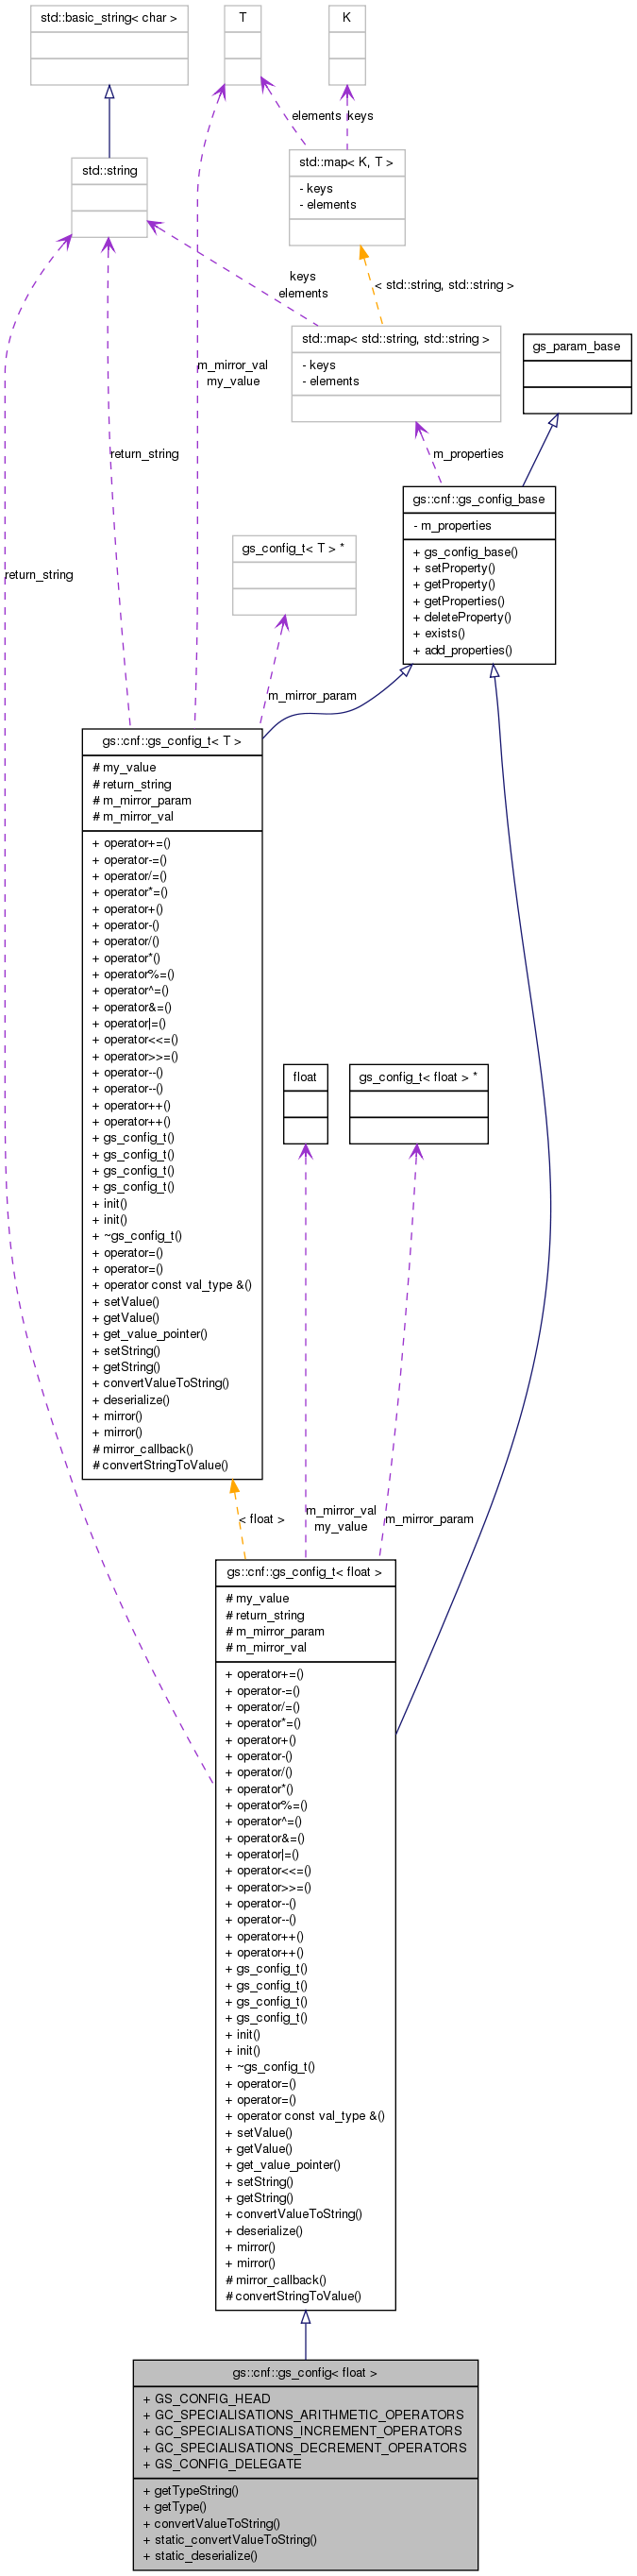 std::basic_string< char >
T
K
elements
keys
std::string
std::map< K, T >
- keys
- elements
keys
elements
< std::string, std::string >
m_mirror_val
my_value
std::map< std::string, std::string >
- keys
- elements
gs_param_base
return_string
m_properties
gs::cnf::gs_config_base
- m_properties
+ gs_config_base()
+ setProperty()
+ getProperty()
+ getProperties()
+ deleteProperty()
+ exists()
+ add_properties()
gs_config_t< T > *
return_string
m_mirror_param
gs::cnf::gs_config_t< T >
# my_value
# return_string
# m_mirror_param
# m_mirror_val
+ operator+=()
+ operator-=()
+ operator/=()
+ operator*=()
+ operator+()
+ operator-()
+ operator/()
+ operator*()
+ operator%=()
+ operator^=()
+ operator&=()
+ operator|=()
+ operator<<=()
+ operator>>=()
+ operator--()
+ operator--()
+ operator++()
+ operator++()
+ gs_config_t()
+ gs_config_t()
+ gs_config_t()
+ gs_config_t()
+ init()
+ init()
+ ~gs_config_t()
+ operator=()
+ operator=()
+ operator const val_type &()
+ setValue()
+ getValue()
+ get_value_pointer()
+ setString()
+ getString()
+ convertValueToString()
+ deserialize()
+ mirror()
+ mirror()
# mirror_callback()
# convertStringToValue()
float
gs_config_t< float > *
< float >
m_mirror_val
my_value
m_mirror_param
gs::cnf::gs_config_t< float >
# my_value
# return_string
# m_mirror_param
# m_mirror_val
+ operator+=()
+ operator-=()
+ operator/=()
+ operator*=()
+ operator+()
+ operator-()
+ operator/()
+ operator*()
+ operator%=()
+ operator^=()
+ operator&=()
+ operator|=()
+ operator<<=()
+ operator>>=()
+ operator--()
+ operator--()
+ operator++()
+ operator++()
+ gs_config_t()
+ gs_config_t()
+ gs_config_t()
+ gs_config_t()
+ init()
+ init()
+ ~gs_config_t()
+ operator=()
+ operator=()
+ operator const val_type &()
+ setValue()
+ getValue()
+ get_value_pointer()
+ setString()
+ getString()
+ convertValueToString()
+ deserialize()
+ mirror()
+ mirror()
# mirror_callback()
# convertStringToValue()
gs::cnf::gs_config< float >
+ GS_CONFIG_HEAD
+ GC_SPECIALISATIONS_ARITHMETIC_OPERATORS
+ GC_SPECIALISATIONS_INCREMENT_OPERATORS
+ GC_SPECIALISATIONS_DECREMENT_OPERATORS
+ GS_CONFIG_DELEGATE
+ getTypeString()
+ getType()
+ convertValueToString()
+ static_convertValueToString()
+ static_deserialize()